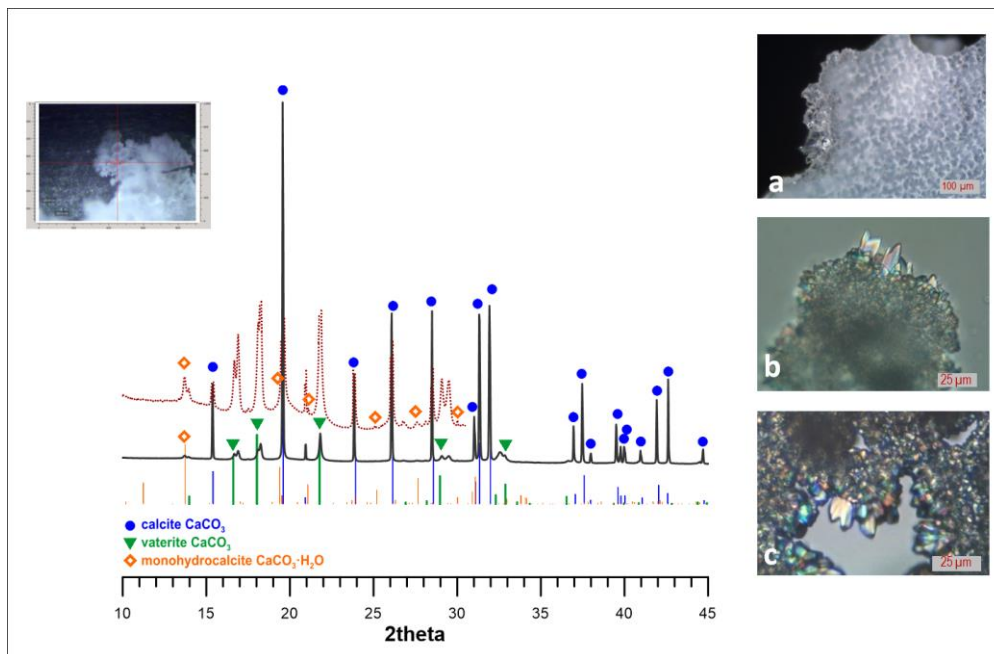 a
100 µm
b
25 µm
c
25 µm
calcite CaCO₃
vaterite CaCO₃
monohydrocalcite CaCO₃·H₂O
10 15 20 25 30 35 40 45
2theta